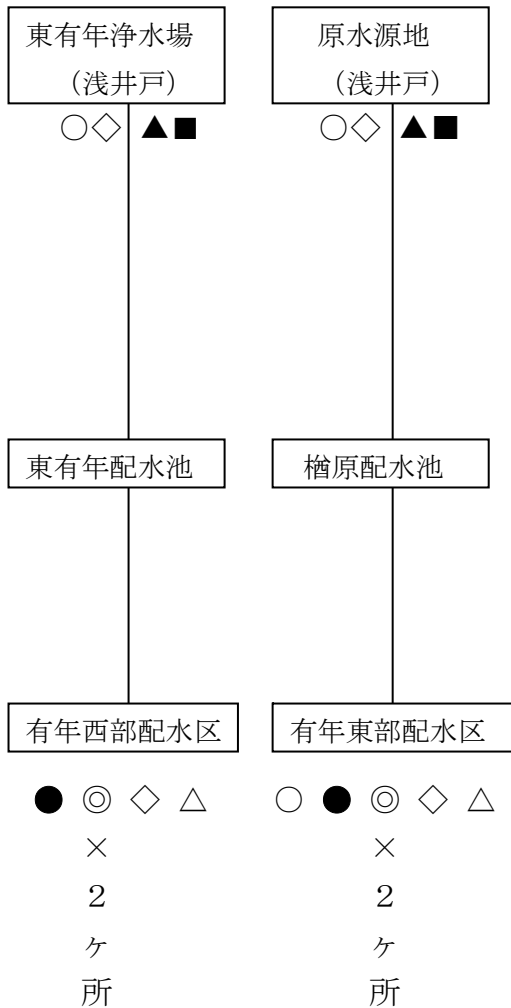 東有年浄水場
(浅井戸)
○◇ ▲■
東有年配水池
有年西部配水区
● ◎ ◇ △
×
２
ヶ
所
原水源地
(浅井戸)
○◇ ▲■
楢原配水池
有年東部配水区
○ ● ◎ ◇ △
×
２
ヶ
所